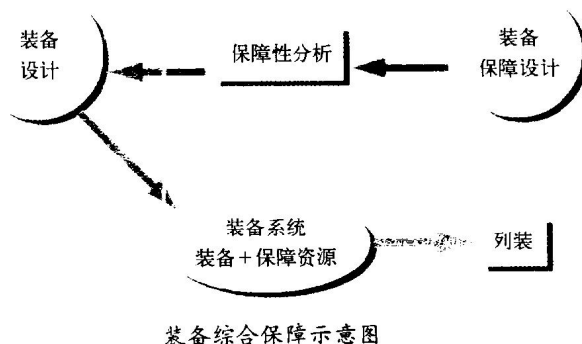 装备
设计
保障性分析
装备
保障设计
装备系统
装备+保障资源
列装
装备综合保障示意图